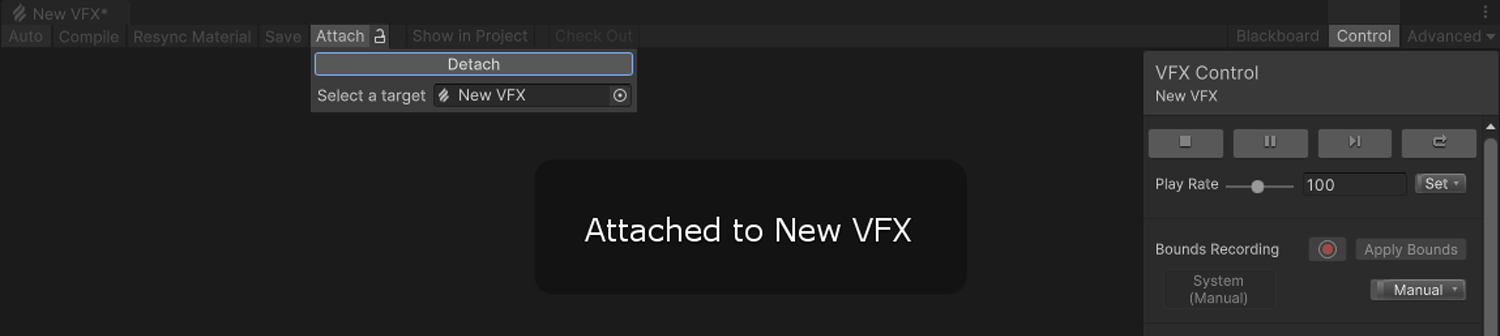 New VFX*
Auto Compile Resync Material Save Attach Show in Project Check Out Blackboard Control Advanced
Detach
Select a target New VFX
VFX Control
New VFX
Play Rate 100 Set
Attached to New VFX
Bounds Recording Apply Bounds
System
(Manual)
Manual